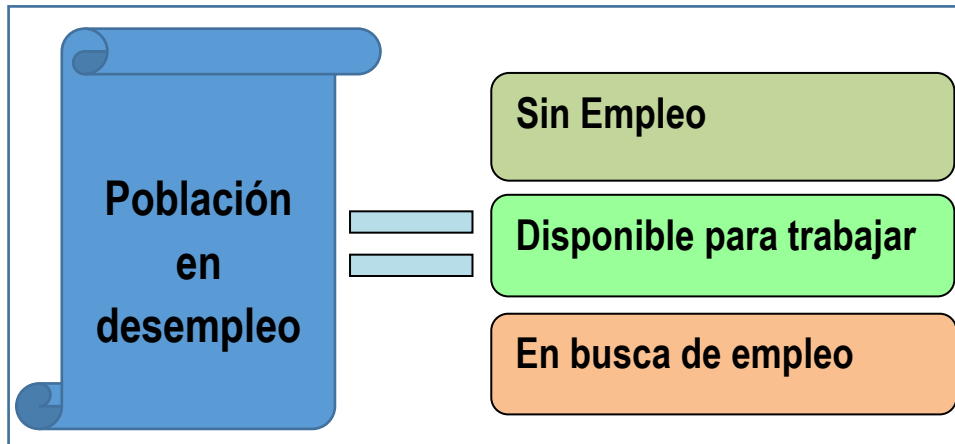 Población
en
desempleo
Sin Empleo
Disponible para trabajar
En busca de empleo